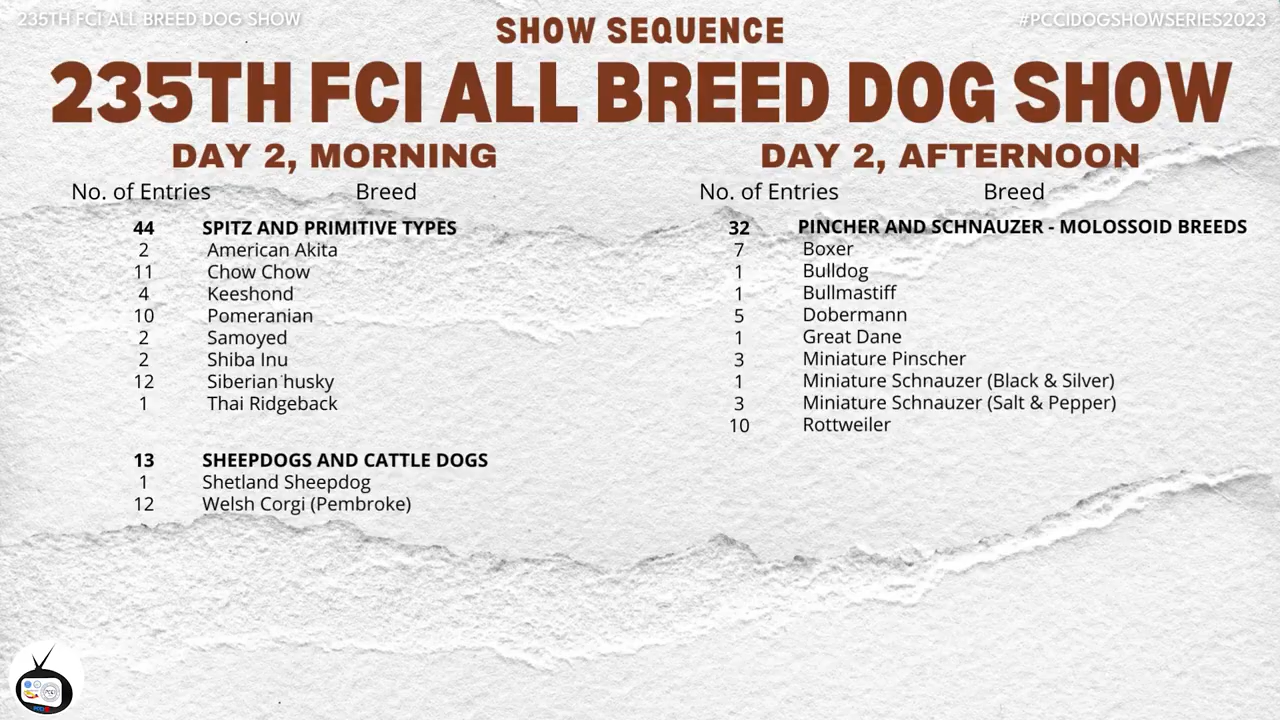 235TH FCI ALL BREED DOG SHOW
#PCCIDOGSHOWSERIES2023
SHOW SEQUENCE
235TH FCI ALL BREED DOG SHOW
DAY 2, MORNING
No. of Entries Breed
44 SPITZ AND PRIMITIVE TYPES
2 American Akita
11 Chow Chow
4 Keeshond
10 Pomeranian
2 Samoyed
2 Shiba Inu
12 Siberian husky
1 Thai Ridgeback
13 SHEEPDOGS AND CATTLE DOGS
1 Shetland Sheepdog
12 Welsh Corgi (Pembroke)
DAY 2, AFTERNOON
No. of Entries Breed
32 PINCHER AND SCHNAUZER - MOLOSSOID BREEDS
7 Boxer
1 Bulldog
1 Bullmastiff
5 Dobermann
1 Great Dane
3 Miniature Pinscher
1 Miniature Schnauzer (Black & Silver)
3 Miniature Schnauzer (Salt & Pepper)
10 Rottweiler